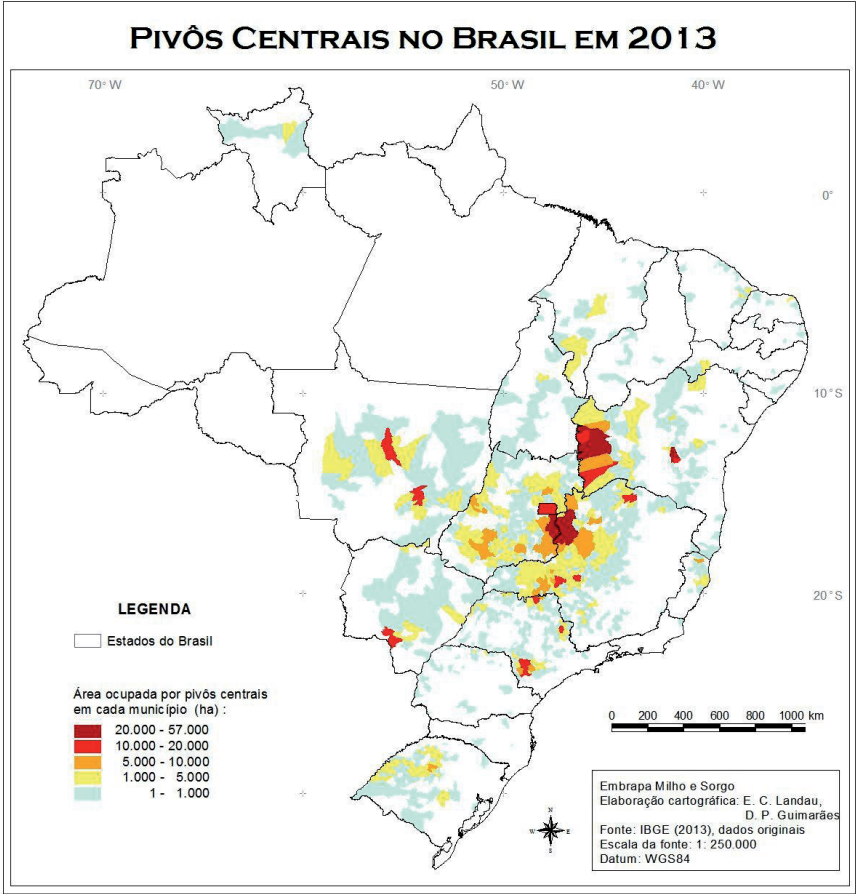 PIVÔS CENTRAIS NO BRASIL EM 2013
70° W
50° W
40° W
0°
10° S
20° S
LEGENDA
Estados do Brasil
Área ocupada por pivôs centrais
em cada município (ha) :
20.000 - 57.000
10.000 - 20.000
5.000 - 10.000
1.000 - 5.000
1 - 1.000
0 200 400 600 800 1000 km
N
W E
S
Embrapa Milho e Sorgo
Elaboração cartográfica: E. C. Landau,
D. P. Guimarães
Fonte: IBGE (2013), dados originais
Escala da fonte: 1: 250.000
Datum: WGS84